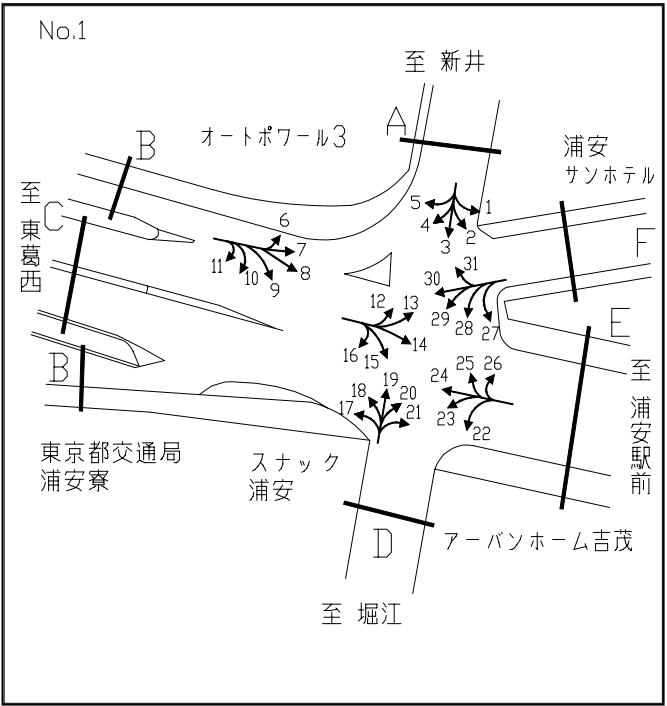 No.1
至 新井
A
オートポワール3
B
浦安
サンホテル
至 東葛西
C
F
5
1
4
2
3
6
7
8
9
10
11
31
30
29
28
27
E
12
13
14
15
16
B
至 浦安駅前
25
26
24
23
22
19
18
20
17
21
東京都交通局
浦安寮
スナック
浦安
D
アーバンホーム吉茂
至 堀江